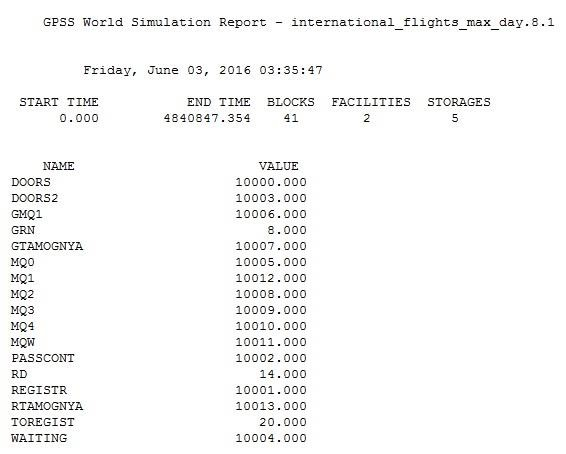 GPSS World Simulation Report - international_flights_max_day.8.1
Friday, June 03, 2016 03:35:47
START TIME END TIME BLOCKS FACILITIES STORAGES
0.000 4840847.354 41 2 5
NAME VALUE
DOORS 10000.000
DOORS2 10003.000
GMQ1 10006.000
GRN 8.000
GTAMOGNYA 10007.000
MQ0 10005.000
MQ1 10012.000
MQ2 10008.000
MQ3 10009.000
MQ4 10010.000
MQW 10011.000
PASSCONT 10002.000
RD 14.000
REGISTR 10001.000
RTAMOGNYA 10013.000
TOREGIST 20.000
WAITING 10004.000